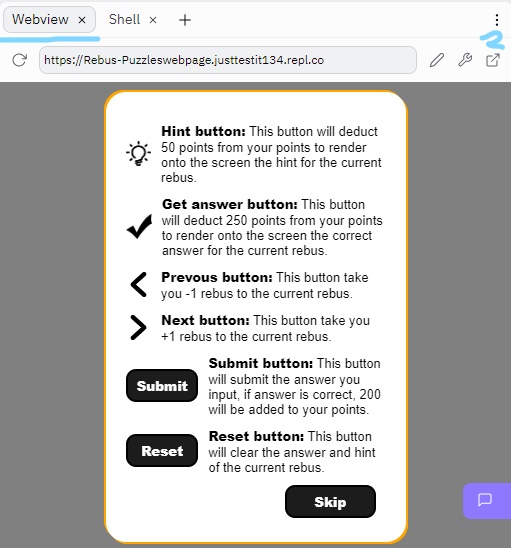 Webview × Shell × +
https://Rebus-Puzzleswebpage.justtestit134.repl.co
2
Hint button: This button will deduct
50 points from your points to render
onto the screen the hint for the current
rebus.
Get answer button: This button
will deduct 250 points from your points
to render onto the screen the correct
answer for the current rebus.
Prevous button: This button take
you -1 rebus to the current rebus.
Next button: This button take you
+1 rebus to the current rebus.
Submit button: This button
will submit the answer you
input, if answer is correct, 200
will be added to your points.
Submit
Reset button: This button
will clear the answer and hint
of the current rebus.
Reset
Skip